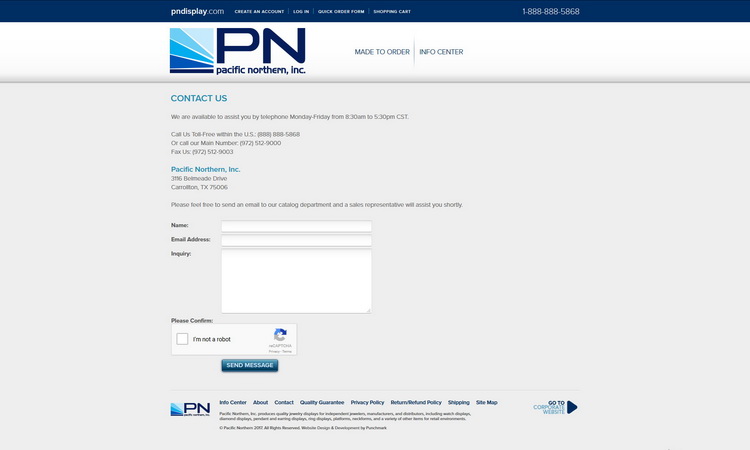 pndisplay.com
CREATE AN ACCOUNT
LOG IN
QUICK ORDER FORM
SHOPPING CART
1-888-888-5868
PN
pacific northern, inc.
MADE TO ORDER
INFO CENTER
CONTACT US
We are available to assist you by telephone Monday-Friday from 8:30am to 5:30pm CST.
Call Us Toll-Free within the U.S.: (888) 888-5868
Or call our Main Number: (972) 512-9000
Fax Us: (972) 512-9003
Pacific Northern, Inc.
3116 Belmeade Drive
Carrollton, TX 75006
Please feel free to send an email to our catalog department and a sales representative will assist you shortly.
Name:
Email Address:
Inquiry:
Please Confirm:
I'm not a robot
reCAPTCHA
Privacy - Terms
SEND MESSAGE
PN
pacific northern, inc.
Info Center
About
Contact
Quality Guarantee
Privacy Policy
Return/Refund Policy
Shipping
Site Map
Pacific Northern, Inc. produces quality jewelry displays for independent jewelers, manufacturers, and distributors, including watch displays,
diamond displays, pendant and earring displays, ring displays, platforms, neckforms, and a variety of other items for retail environments.
© Pacific Northern 2017. All Rights Reserved. Website Design & Development by Punchmark
GO TO
CORPORATE
WEBSITE